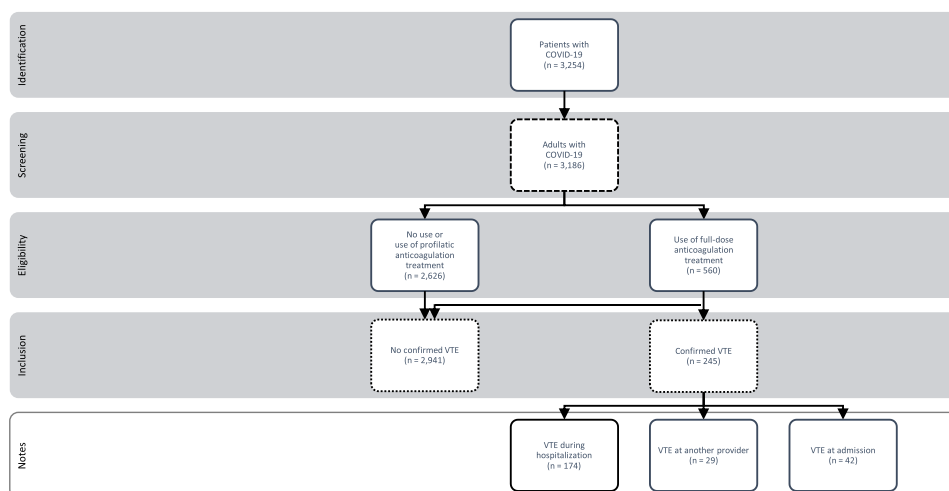 Identification
Patients with
COVID-19
(n = 3,254)
Screening
Adults with
COVID-19
(n = 3,186)
Eligibility
No use or
use of profilatic
anticoagulation
treatment
(n = 2,626)
Use of full-dose
anticoagulation
treatment
(n = 560)
Inclusion
No confirmed VTE
(n = 2,941)
Confirmed VTE
(n = 245)
Notes
VTE during
hospitalization
(n = 174)
VTE at another provider
(n = 29)
VTE at admission
(n = 42)